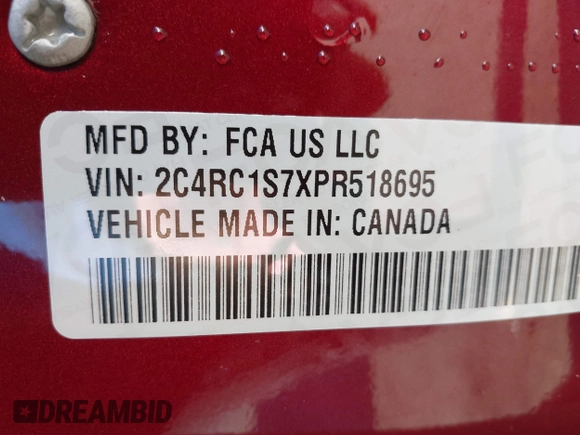 MFD BY: FCA US LLC
VIN: 2C4RC1S7XPR518695
VEHICLE MADE IN: CANADA
DREAMBID